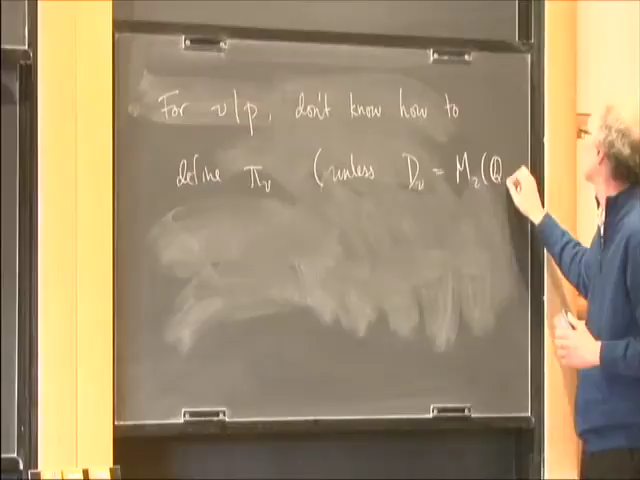 For v|p, don't know how to
define π_v (unless D_v = M_2(ℚ